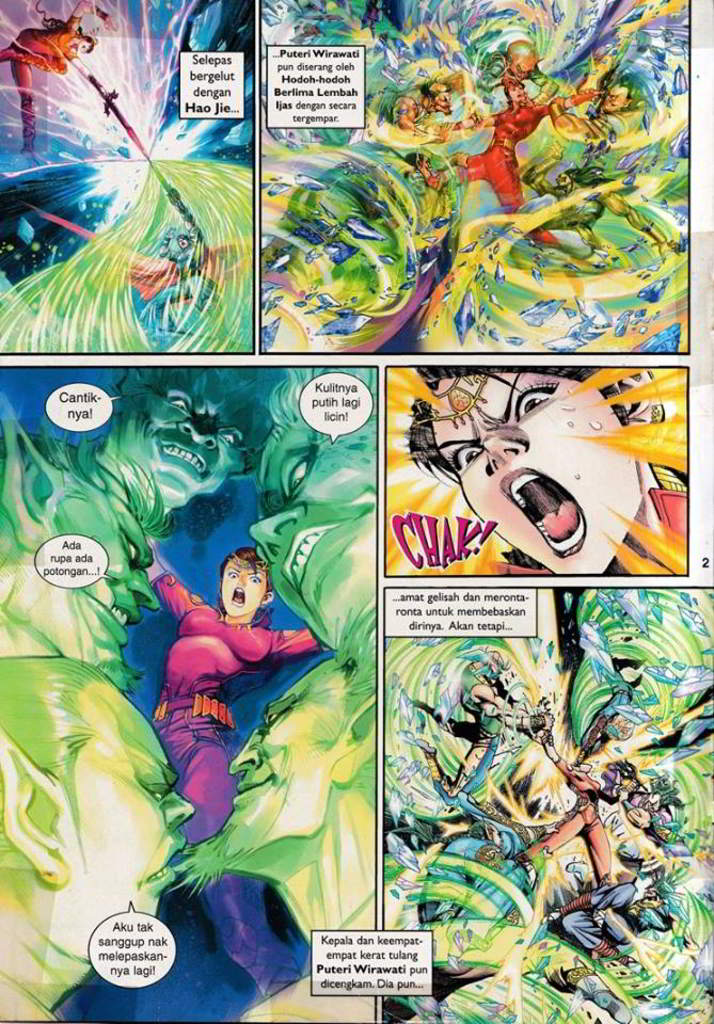 Selepas
bergelut
dengan
Hao Jie...
...Puteri Wirawati
pun diserang oleh
Hodoh-hodoh
Berlima Lembah
Ijas dengan secara
tergempar.
Cantik-
nya!
Kulitnya
putih lagi
licin!
Ada
rupa ada
potongan...!
Aku tak
sanggup nak
melepaskan-
nya lagi!
Kepala dan keempat-
empat kerat tulang
Puteri Wirawati pun
dicengkam. Dia pun...
CHAK!
...amat gelisah dan meronta-
ronta untuk membebaskan
dirinya. Akan tetapi...
2